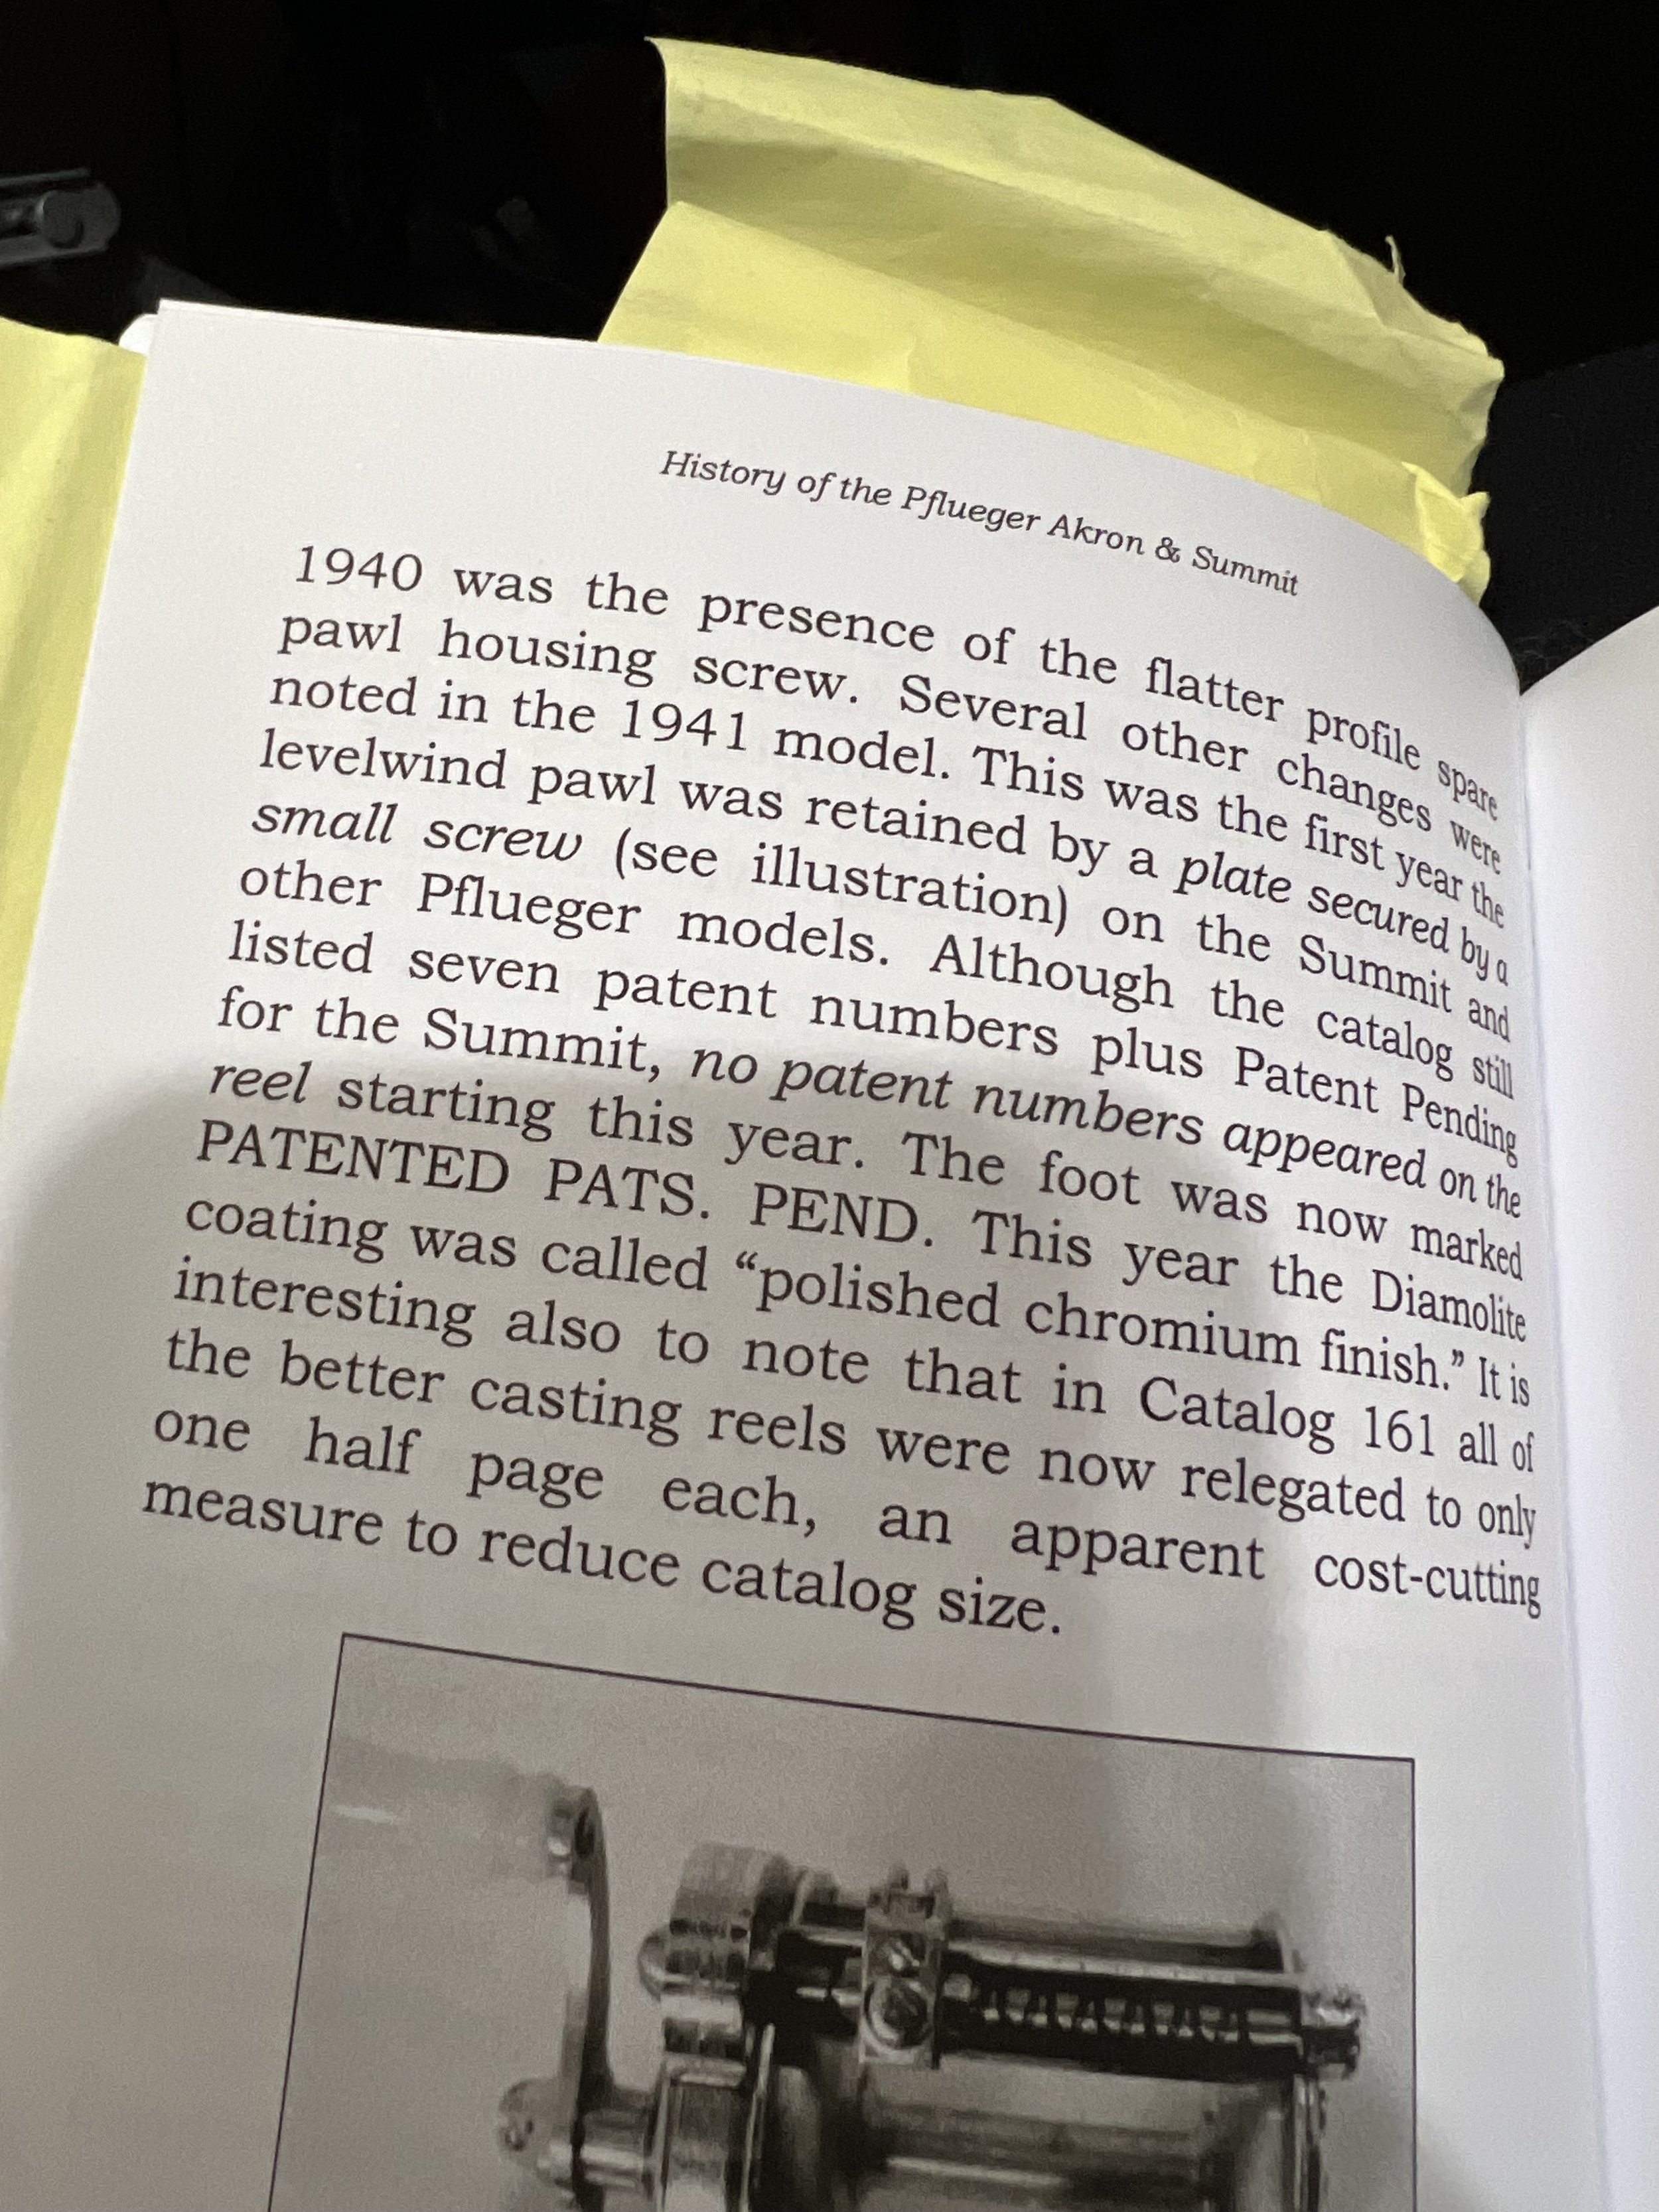 History of the Pflueger Akron & Summit
1940 was the presence of the flatter profile spare
pawl housing screw. Several other changes were
noted in the 1941 model. This was the first year the
levelwind pawl was retained by a plate secured by a
small screw (see illustration) on the Summit and
other Pflueger models. Although the catalog still
listed seven patent numbers plus Patent Pending
for the Summit, no patent numbers appeared on the
reel starting this year. The foot was now marked
PATENTED PATS. PEND. This year the Diamolite
coating was called “polished chromium finish.” It is
interesting also to note that in Catalog 161 all of
the better casting reels were now relegated to only
one half page each, an apparent cost-cutting
measure to reduce catalog size.